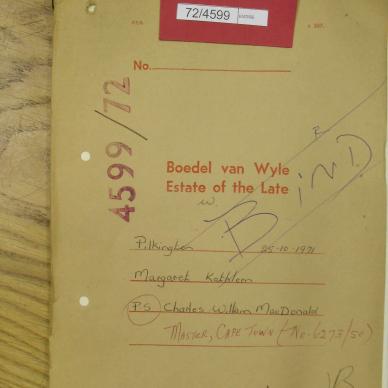 72/4599
No.
4599/72
Boedel van Wyle
Estate of the Late
w.
BIND
Pilkington 25-10-1971
Margaret Kathleen
P.S Charles William MacDonald
MASTER, CAPE TOWN (No. 6273/50)